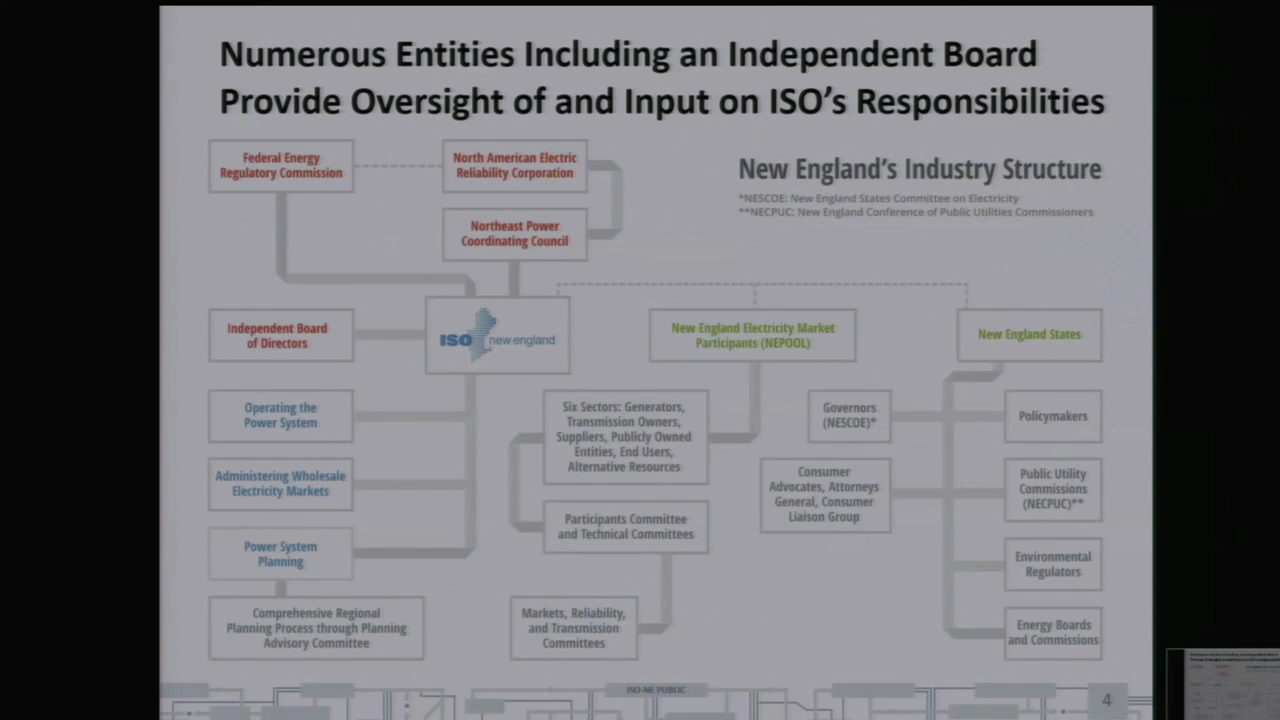 Numerous Entities Including an Independent Board
Provide Oversight of and Input on ISO's Responsibilities
Federal Energy
Regulatory Commission
North American Electric
Reliability Corporation
New England's Industry Structure
*NESCOE: New England States Committee on Electricity
**NECPUC: New England Conference of Public Utilities Commissioners
Northeast Power
Coordinating Council
Independent Board
of Directors
ISO new england
New England Electricity Market
Participants (NEPOOL)
New England States
Operating the
Power System
Six Sectors: Generators,
Transmission Owners,
Suppliers, Publicly Owned
Entities, End Users,
Alternative Resources
Governors
(NESCOE)*
Policymakers
Administering Wholesale
Electricity Markets
Consumer
Advocates, Attorneys
General, Consumer
Liaison Group
Public Utility
Commissions
(NECPUC)**
Participants Committee
and Technical Committees
Power System
Planning
Environmental
Regulators
Comprehensive Regional
Planning Process through Planning
Advisory Committee
Markets, Reliability,
and Transmission
Committees
Energy Boards
and Commissions
ISO-NE PUBLIC
4